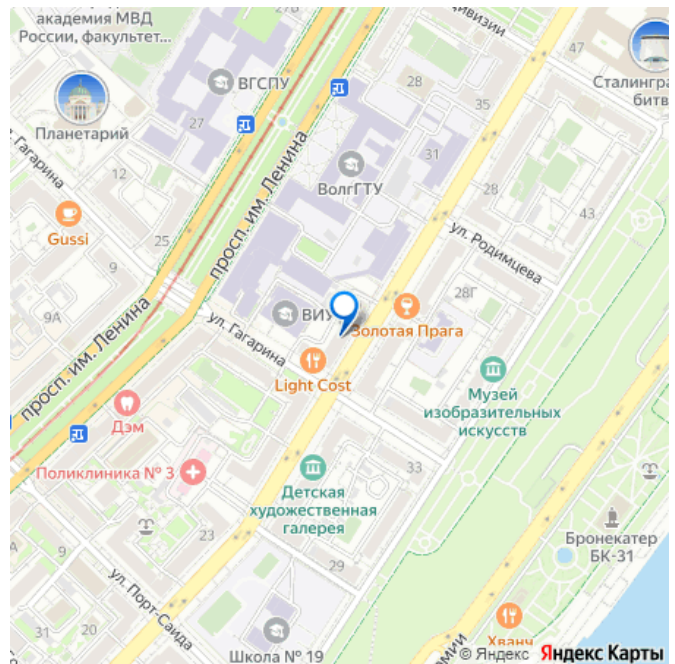 академия МВД
России, факультет...
ВГСПУ
27
Планетарий
12
ул. Гагарина
Gussi
25
9
9А
просп. им. Ленина
просп. им. Ленина
28
35
47
31
ВолгГТУ
28
43
ул. Родимцева
28Г
Золотая Прага
ул. Гагарина
Light Cost
Дэм
Поликлиника № 3
Музей
изобразительных
искусств
33
Детская
художественная
галерея
23
29
9
ул. Порт-Саида
31
20
Школа № 19
Бронекатер
БК-31
© Яндекс Яндекс Карты